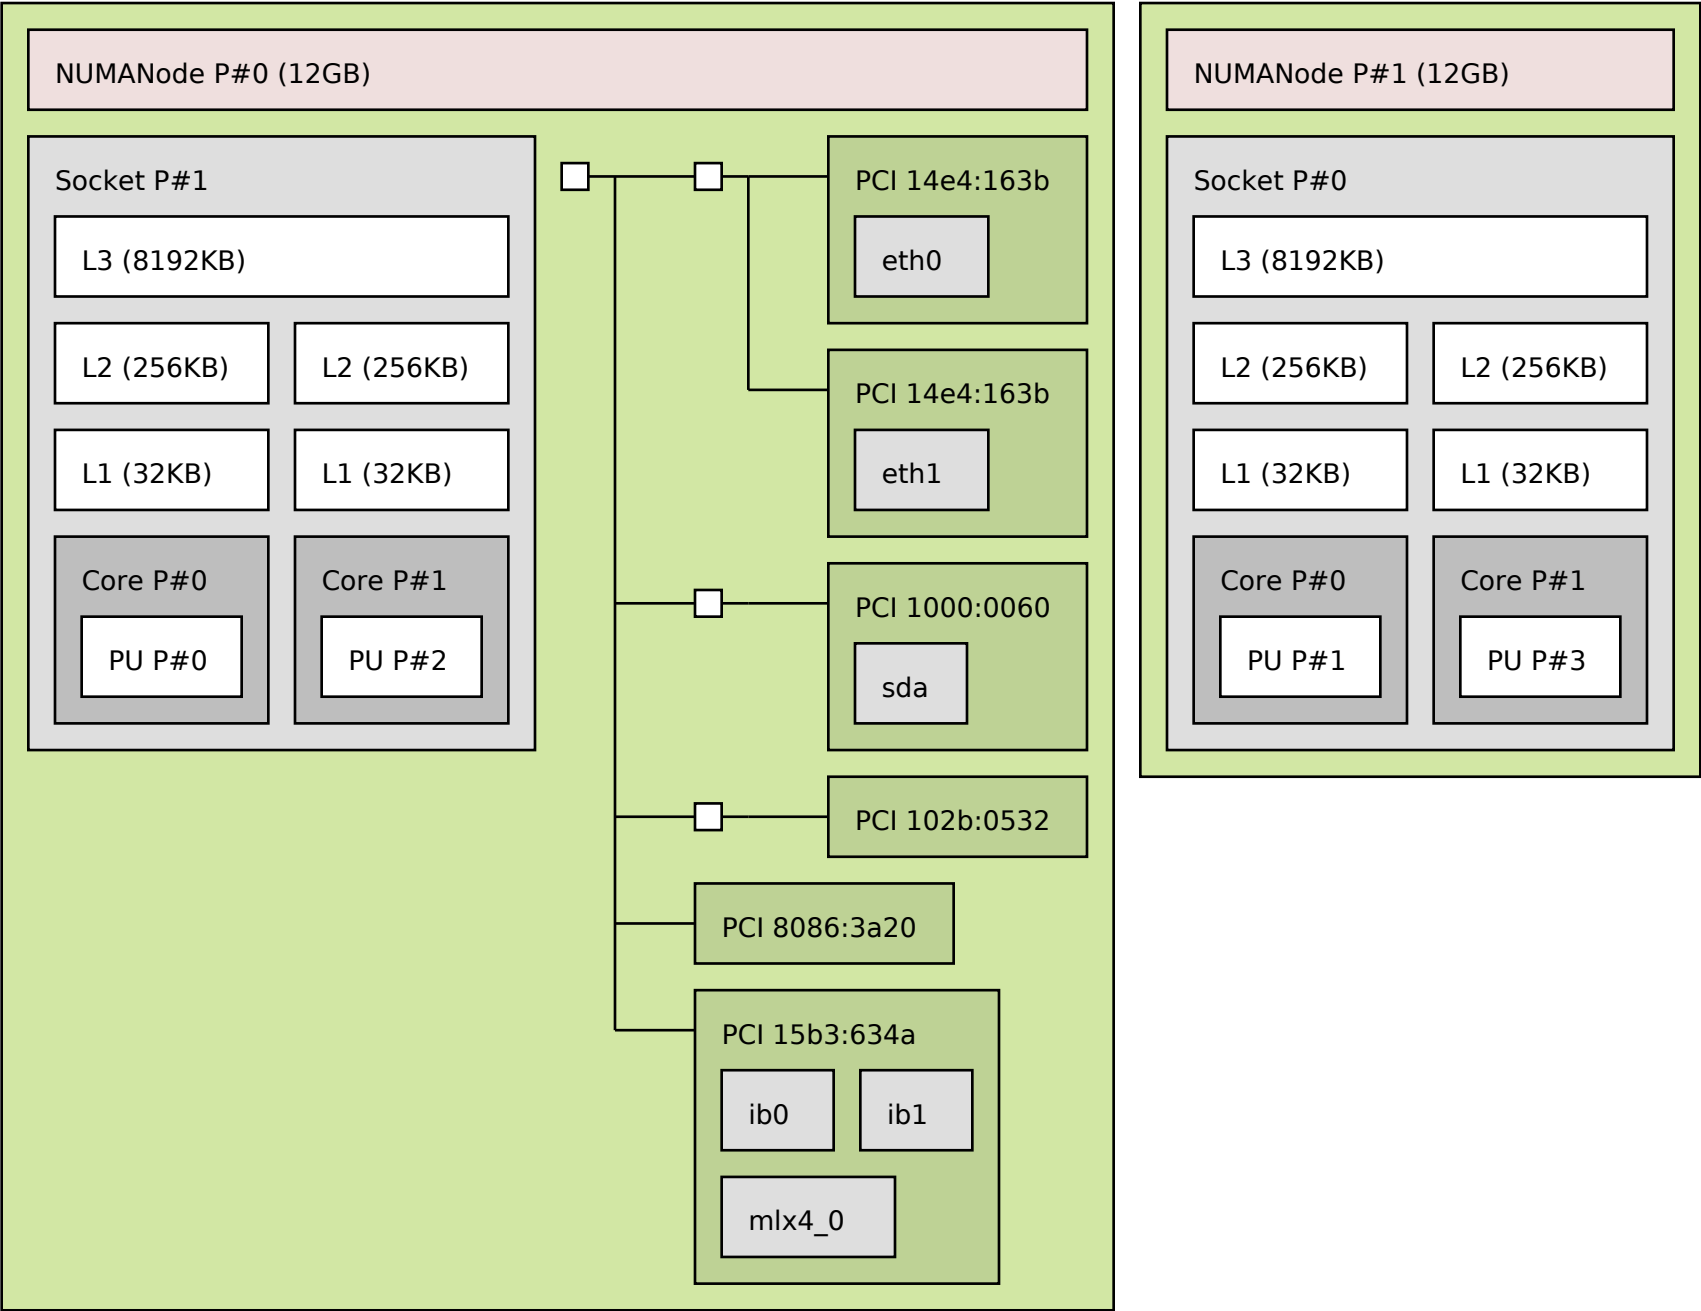 NUMANode P#0 (12GB)
Socket P#1
L3 (8192KB)
L2 (256KB)
L2 (256KB)
L1 (32KB)
L1 (32KB)
Core P#0
PU P#0
Core P#1
PU P#2
PCI 14e4:163b
eth0
PCI 14e4:163b
eth1
PCI 1000:0060
sda
PCI 102b:0532
PCI 8086:3a20
PCI 15b3:634a
ib0
ib1
mlx4_0
NUMANode P#1 (12GB)
Socket P#0
L3 (8192KB)
L2 (256KB)
L2 (256KB)
L1 (32KB)
L1 (32KB)
Core P#0
PU P#1
Core P#1
PU P#3